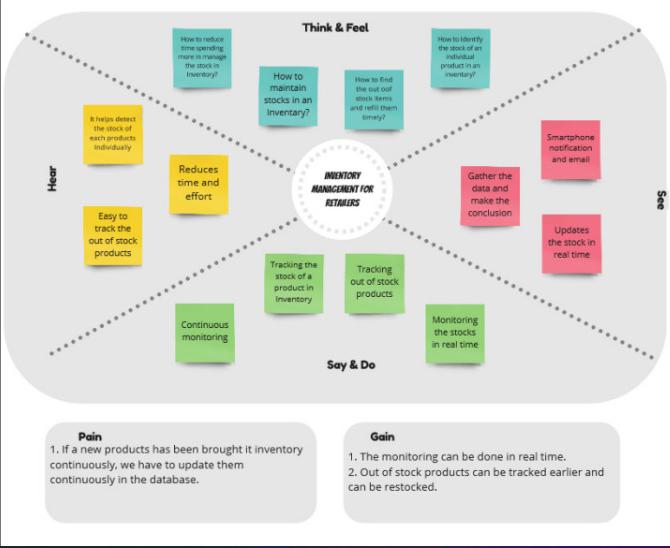 Think & Feel
How to reduce
time spending
more in manage
the stock in
Inventory?
How to
maintain
stocks in an
Inventary?
How to find
the out oof
stock items
and refill them
timely?
How to Identify
the stock of an
individual
product in an
inventory?
Hear
It helps detect
the stock of
each products
Individually
Reduces
time and
effort
Easy to
track the
out of stock
products
INVENTORY
MANAGEMENT FOR
RETAILERS
See
Smartphone
notification
and email
Gather the
data and
make the
conclusion
Updates
the stock in
real time
Tracking the
stock of a
product in
Inventory
Tracking
out of stock
products
Continuous
monitoring
Monitoring
the stocks
in real time
Say & Do
Pain
1. If a new products has been brought it inventory
continuously, we have to update them
continuously in the database.
Gain
1. The monitoring can be done in real time.
2. Out of stock products can be tracked earlier and
can be restocked.